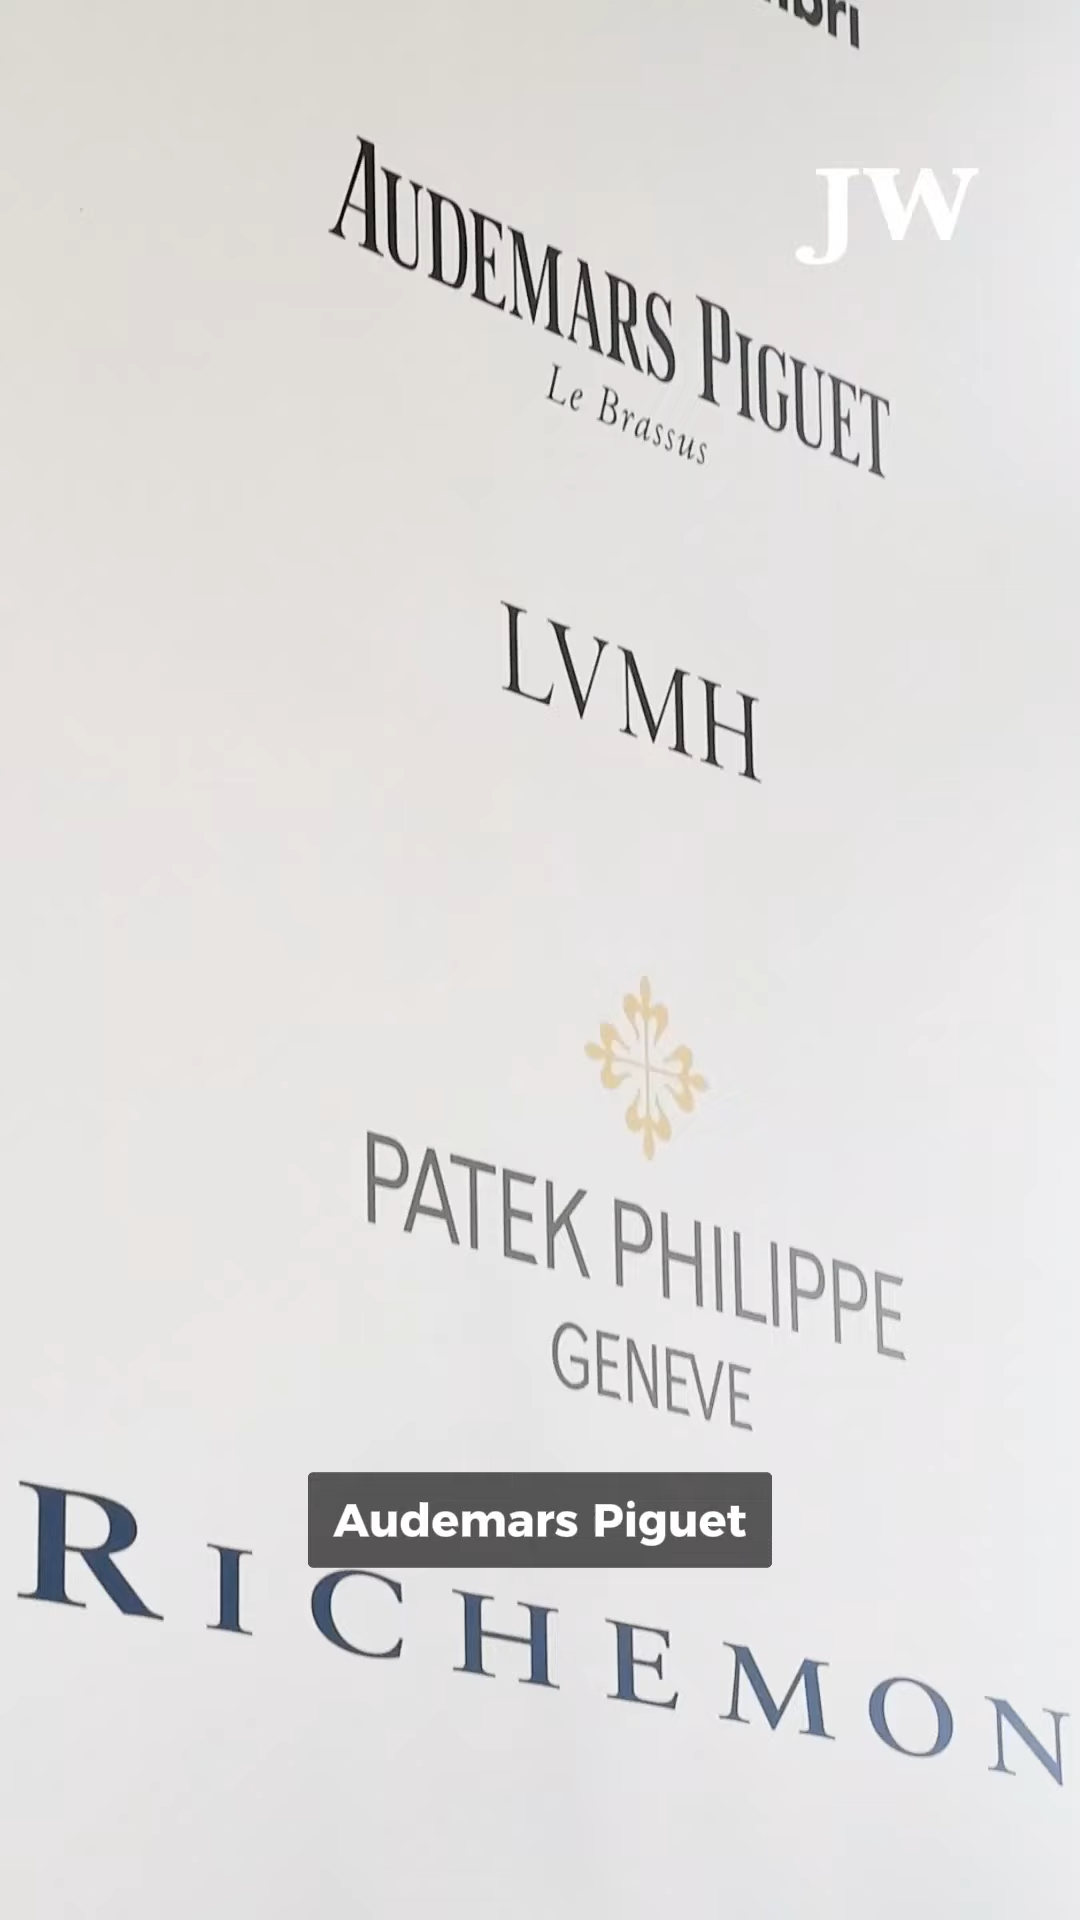 AUDEMARS PIGUET
Le Brassus
JW
LVMH
PATEK PHILIPPE
GENEVE
Audemars Piguet
RICHEMON